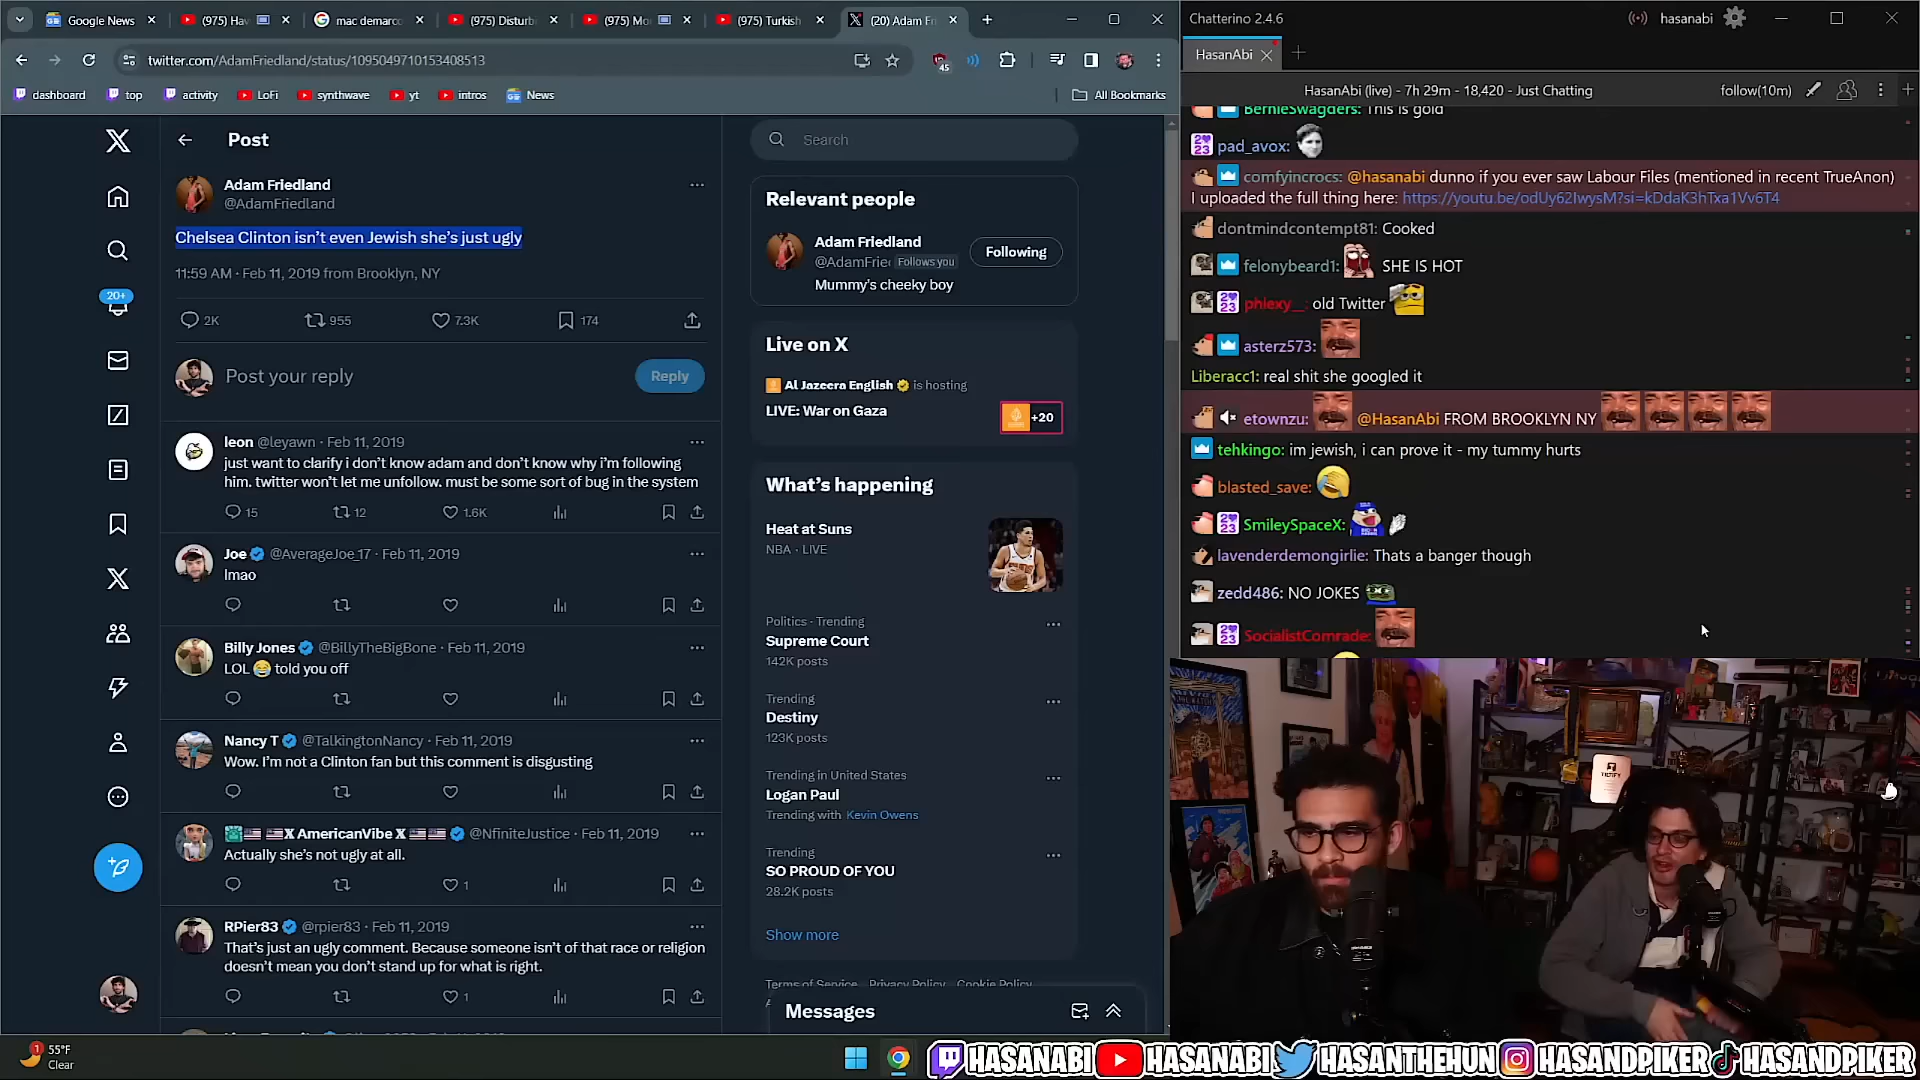 Google News
(975) Hav
mac demarco
(975) Disturb
(975) Mo
(975) Turkish
(20) Adam Fr
twitter.com/AdamFriedland/status/1095049710153408513
45
dashboard
top
activity
LoFi
synthwave
yt
intros
News
All Bookmarks
Post
Adam Friedland
@AdamFriedland
Chelsea Clinton isn't even Jewish she's just ugly
11:59 AM · Feb 11, 2019 from Brooklyn, NY
20+
2K
955
7.3K
174
Post your reply
Reply
leon @leyawn · Feb 11, 2019
just want to clarify i don't know adam and don't know why i'm following
him. twitter won't let me unfollow. must be some sort of bug in the system
15
12
1.6K
Joe @AverageJoe_17 · Feb 11, 2019
lmao
Billy Jones @BillyTheBigBone · Feb 11, 2019
LOL 😂 told you off
Nancy T @TalkingtonNancy · Feb 11, 2019
Wow. I'm not a Clinton fan but this comment is disgusting
X AmericanVibe X @NfiniteJustice · Feb 11, 2019
Actually she's not ugly at all.
1
RPier83 @rpier83 · Feb 11, 2019
That's just an ugly comment. Because someone isn't of that race or religion
doesn't mean you don't stand up for what is right.
1
Search
Relevant people
Adam Friedland
@AdamFrie
Follows you
Following
Mummy's cheeky boy
Live on X
Al Jazeera English is hosting
LIVE: War on Gaza
+20
What's happening
Heat at Suns
NBA · LIVE
Politics · Trending
Supreme Court
142K posts
Trending
Destiny
123K posts
Trending in United States
Logan Paul
Trending with Kevin Owens
Trending
SO PROUD OF YOU
28.2K posts
Show more
Terms of Service Privacy Policy Cookie Policy
Messages
Chatterino 2.4.6
hasanabi
HasanAbi
HasanAbi (live) - 7h 29m - 18,420 - Just Chatting
follow(10m)
BernieSwagders: This is gold
pad_avox:
comfyincrocs: @hasanabi dunno if you ever saw Labour Files (mentioned in recent TrueAnon)
I uploaded the full thing here: https://youtu.be/odUy62IwysM?si=kDdaK3hTxa1Vv6T4
dontmindcontempt81: Cooked
felonybeard1: SHE IS HOT
phlexy__: old Twitter
asterz573:
Liberacc1: real shit she googled it
etownzu: @HasanAbi FROM BROOKLYN NY
tehkingo: im jewish, i can prove it - my tummy hurts
blasted_save:
SmileySpaceX:
lavenderdemongirlie: Thats a banger though
zedd486: NO JOKES
SocialistComrade:
TILTIFY
1
55°F
Clear
HASANABI
HASANABI
HASANTHEHUN
HASANDPIKER
HASANDPIKER